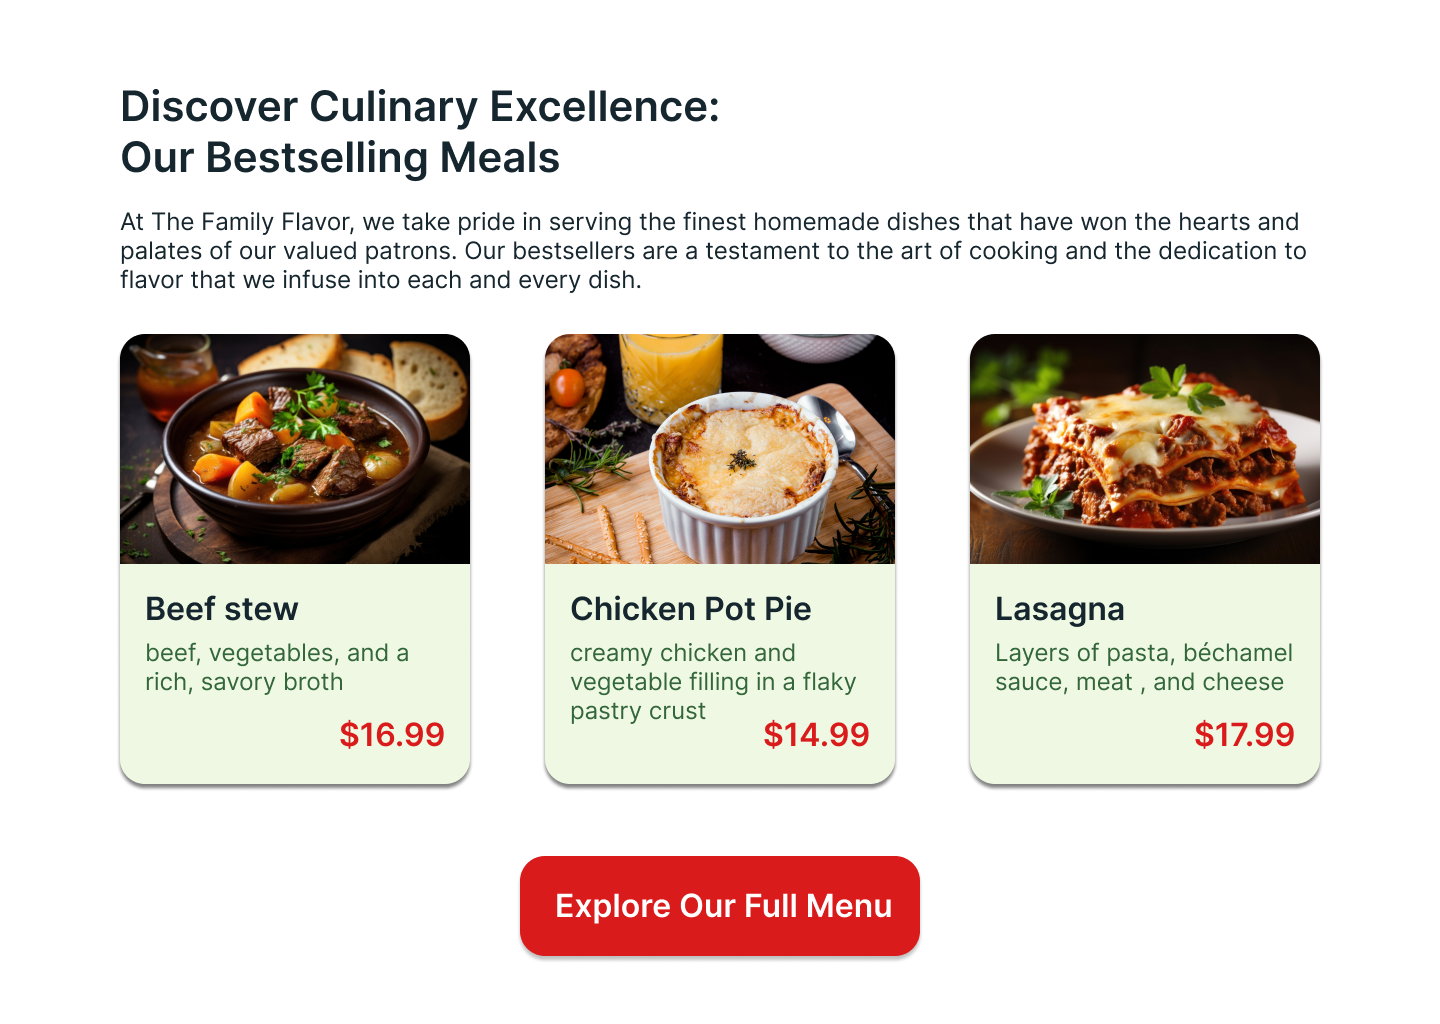 Discover Culinary Excellence:
Our Bestselling Meals
At The Family Flavor, we take pride in serving the finest homemade dishes that have won the hearts and
palates of our valued patrons. Our bestsellers are a testament to the art of cooking and the dedication to
flavor that we infuse into each and every dish.
Beef stew
beef, vegetables, and a
rich, savory broth
$16.99
Chicken Pot Pie
creamy chicken and
vegetable filling in a flaky
pastry crust
$14.99
Lasagna
Layers of pasta, béchamel
sauce, meat , and cheese
$17.99
Explore Our Full Menu